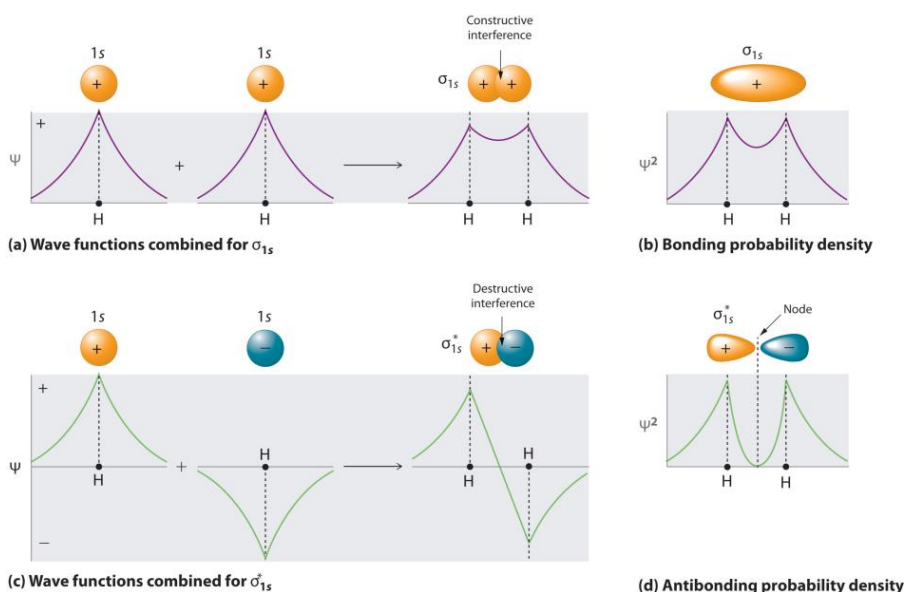 Constructive
interference
1s
1s
σ1s
σ1s
+
+
+
+
+
+
Ψ
+
Ψ²
H
H
H
H
H
H
(a) Wave functions combined for σ1s
(b) Bonding probability density
Destructive
interference
Node
1s
1s
σ*1s
σ*1s
+
−
+
−
+
−
+
Ψ
H
+
H
H
H
Ψ²
H
H
−
(c) Wave functions combined for σ*1s
(d) Antibonding probability density